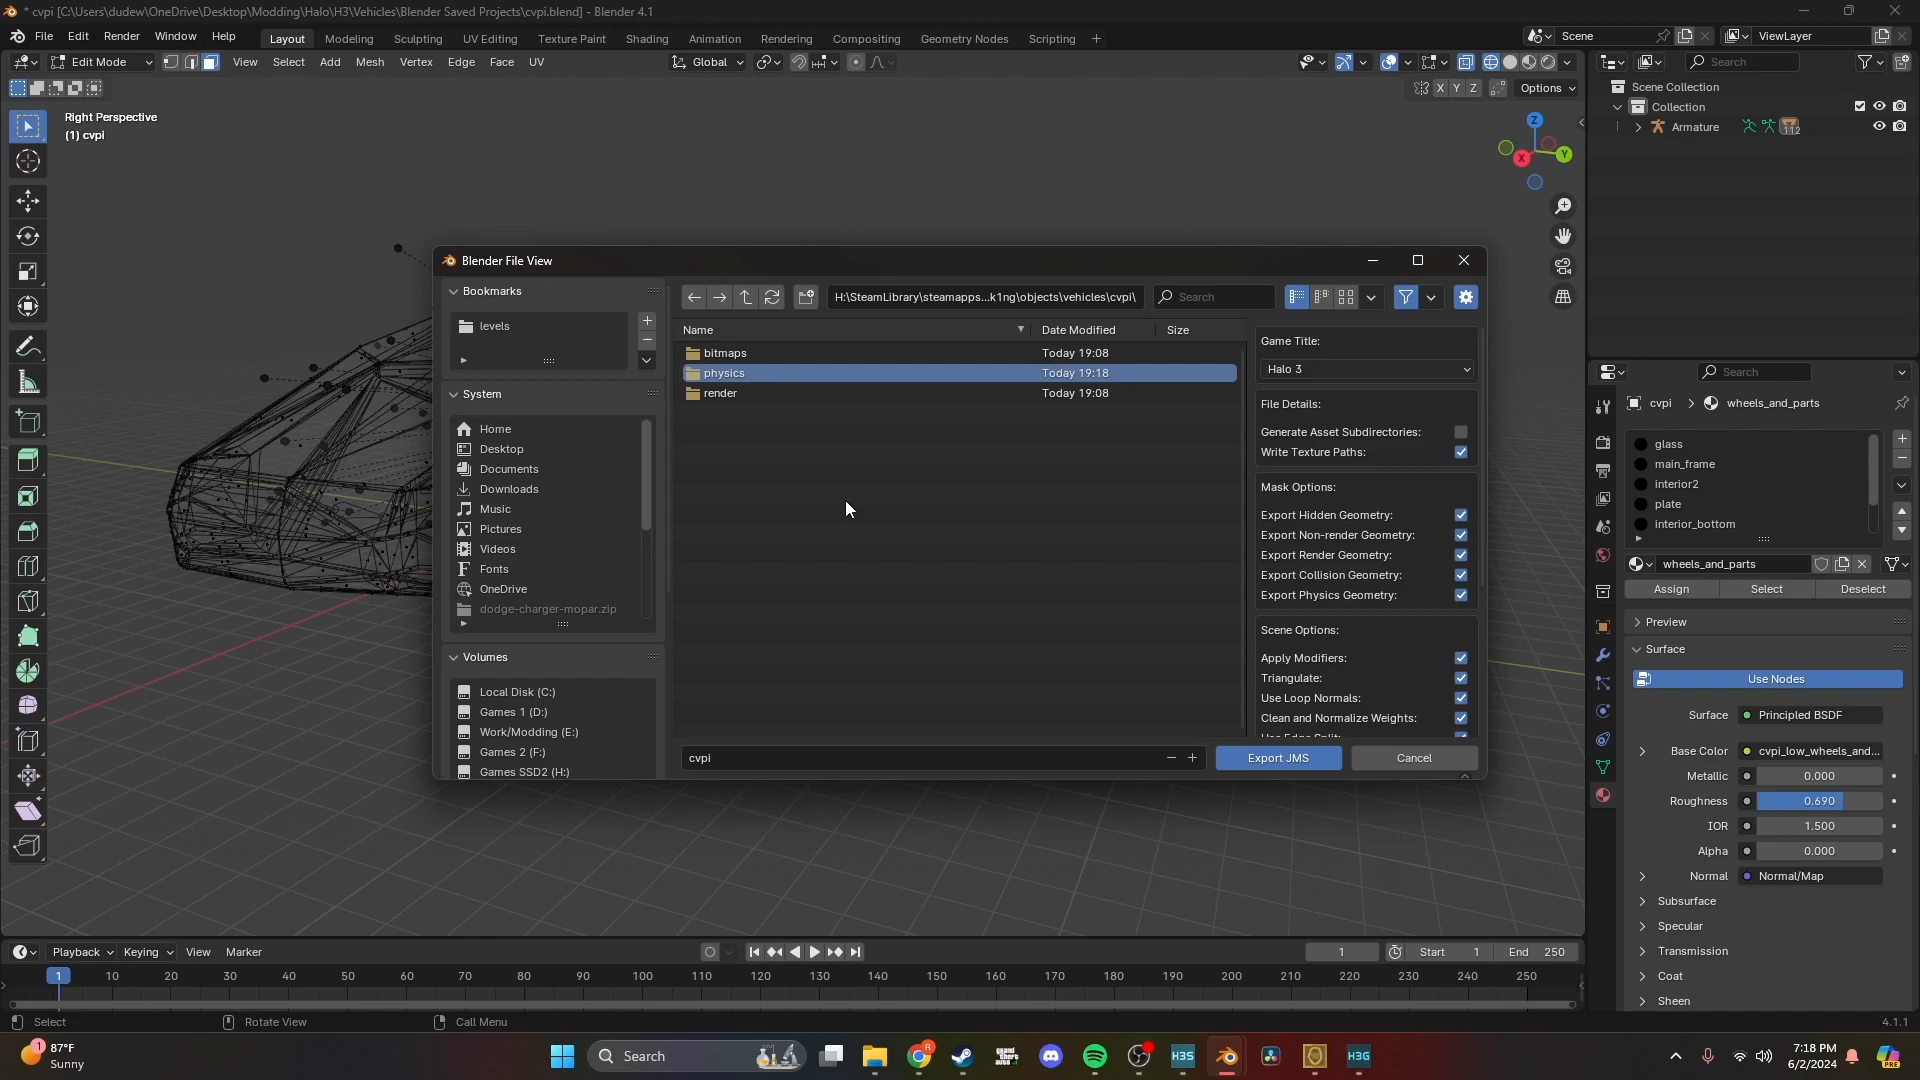 * cvpi [C:\Users\dudew\OneDrive\Desktop\Modding\Halo\H3\Vehicles\Blender Saved Projects\cvpi.blend] - Blender 4.1
File Edit Render Window Help Layout Modeling Sculpting UV Editing Texture Paint Shading Animation Rendering Compositing Geometry Nodes Scripting + Scene ViewLayer
Edit Mode View Select Add Mesh Vertex Edge Face UV Global Search
X Y Z Options
Right Perspective
(1) cvpi
Z
X
Y
Scene Collection
Collection
Armature 112
Blender File View
Bookmarks
levels
System
Home
Desktop
Documents
Downloads
Music
Pictures
Videos
Fonts
OneDrive
dodge-charger-mopar.zip
Volumes
Local Disk (C:)
Games 1 (D:)
Work/Modding (E:)
Games 2 (F:)
Games SSD2 (H:)
H:\SteamLibrary\steamapps...k1ng\objects\vehicles\cvpi\ Search
Name Date Modified Size
bitmaps Today 19:08
physics Today 19:18
render Today 19:08
Game Title:
Halo 3
File Details:
Generate Asset Subdirectories:
Write Texture Paths:
Mask Options:
Export Hidden Geometry:
Export Non-render Geometry:
Export Render Geometry:
Export Collision Geometry:
Export Physics Geometry:
Scene Options:
Apply Modifiers:
Triangulate:
Use Loop Normals:
Clean and Normalize Weights:
Use Edge Split:
cvpi Export JMS Cancel
Search
cvpi wheels_and_parts
glass
main_frame
interior2
plate
interior_bottom
wheels_and_parts
Assign Select Deselect
Preview
Surface
Use Nodes
Surface Principled BSDF
Base Color cvpi_low_wheels_and...
Metallic 0.000
Roughness 0.690
IOR 1.500
Alpha 0.000
Normal Normal/Map
Subsurface
Specular
Transmission
Coat
Sheen
Playback Keying View Marker 1 Start 1 End 250
1 10 20 30 40 50 60 70 80 90 100 110 120 130 140 150 160 170 180 190 200 210 220 230 240 250
Select Rotate View Call Menu 4.1.1
1 87°F
Sunny
Search
H3S
H3G
7:18 PM
6/2/2024
PRE